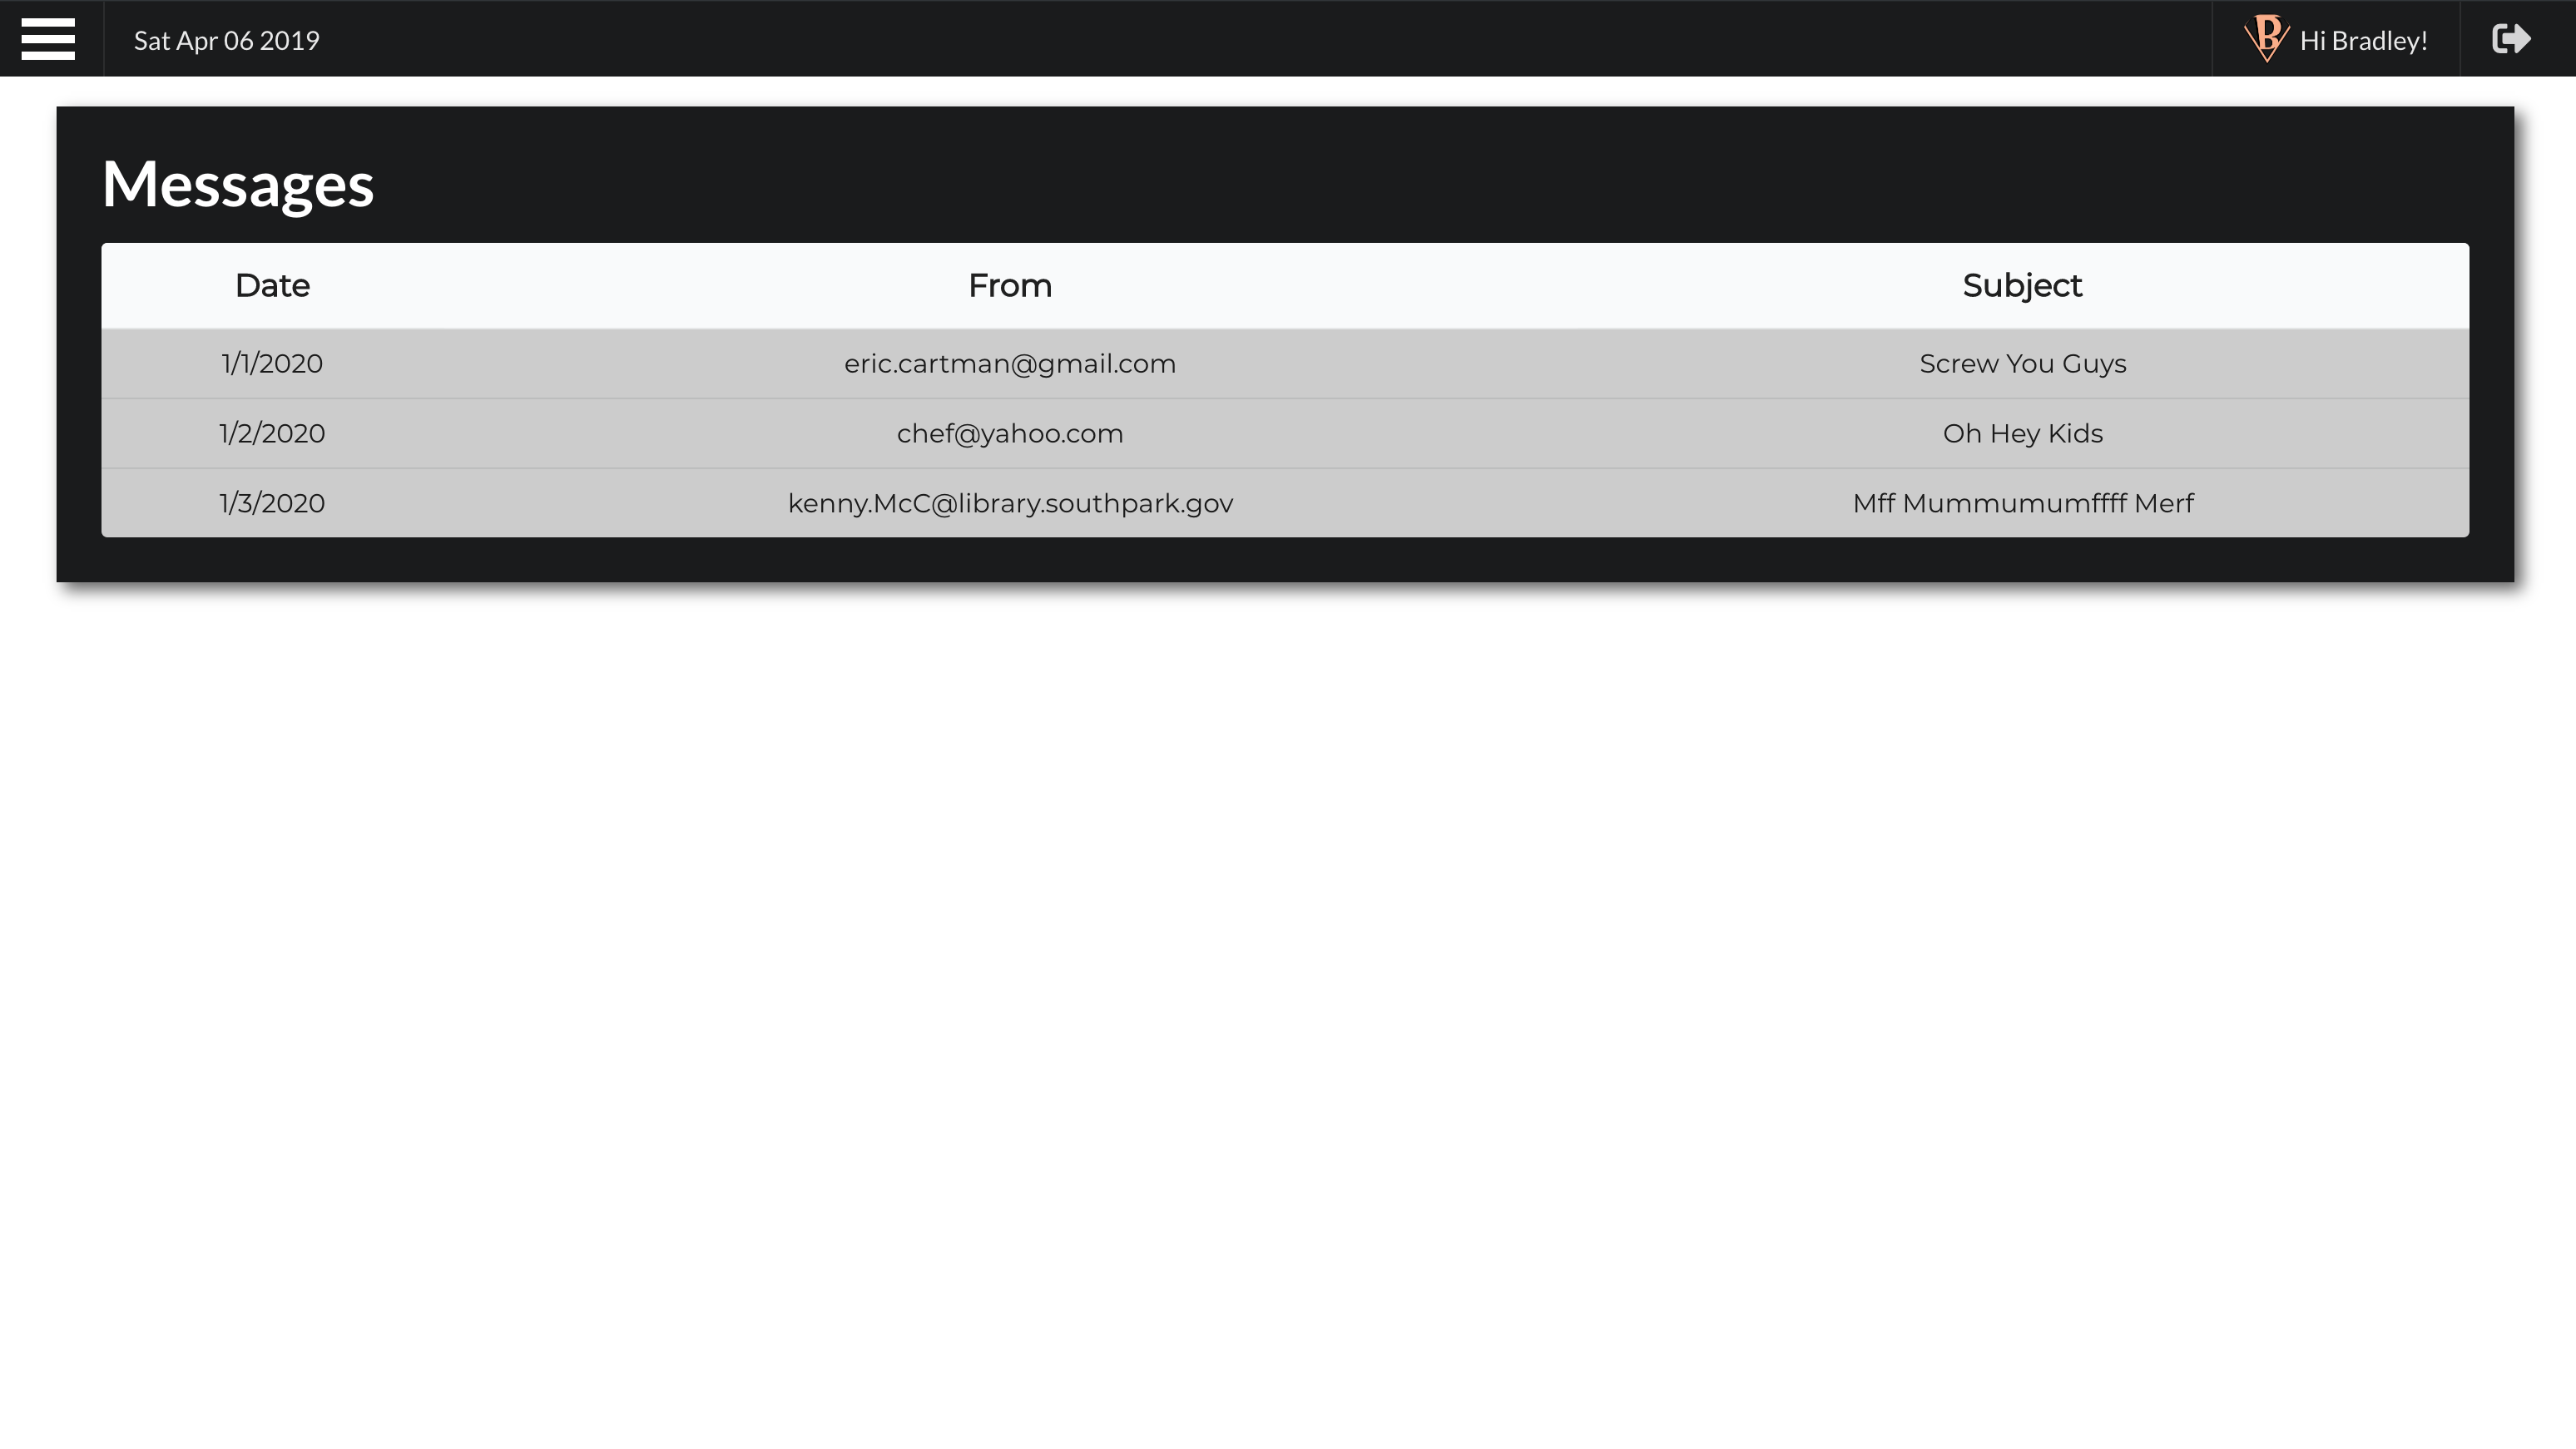 Sat Apr 06 2019
B Hi Bradley!
Messages
Date From Subject
1/1/2020 eric.cartman@gmail.com Screw You Guys
1/2/2020 chef@yahoo.com Oh Hey Kids
1/3/2020 kenny.McC@library.southpark.gov Mff Mummumumffff Merf